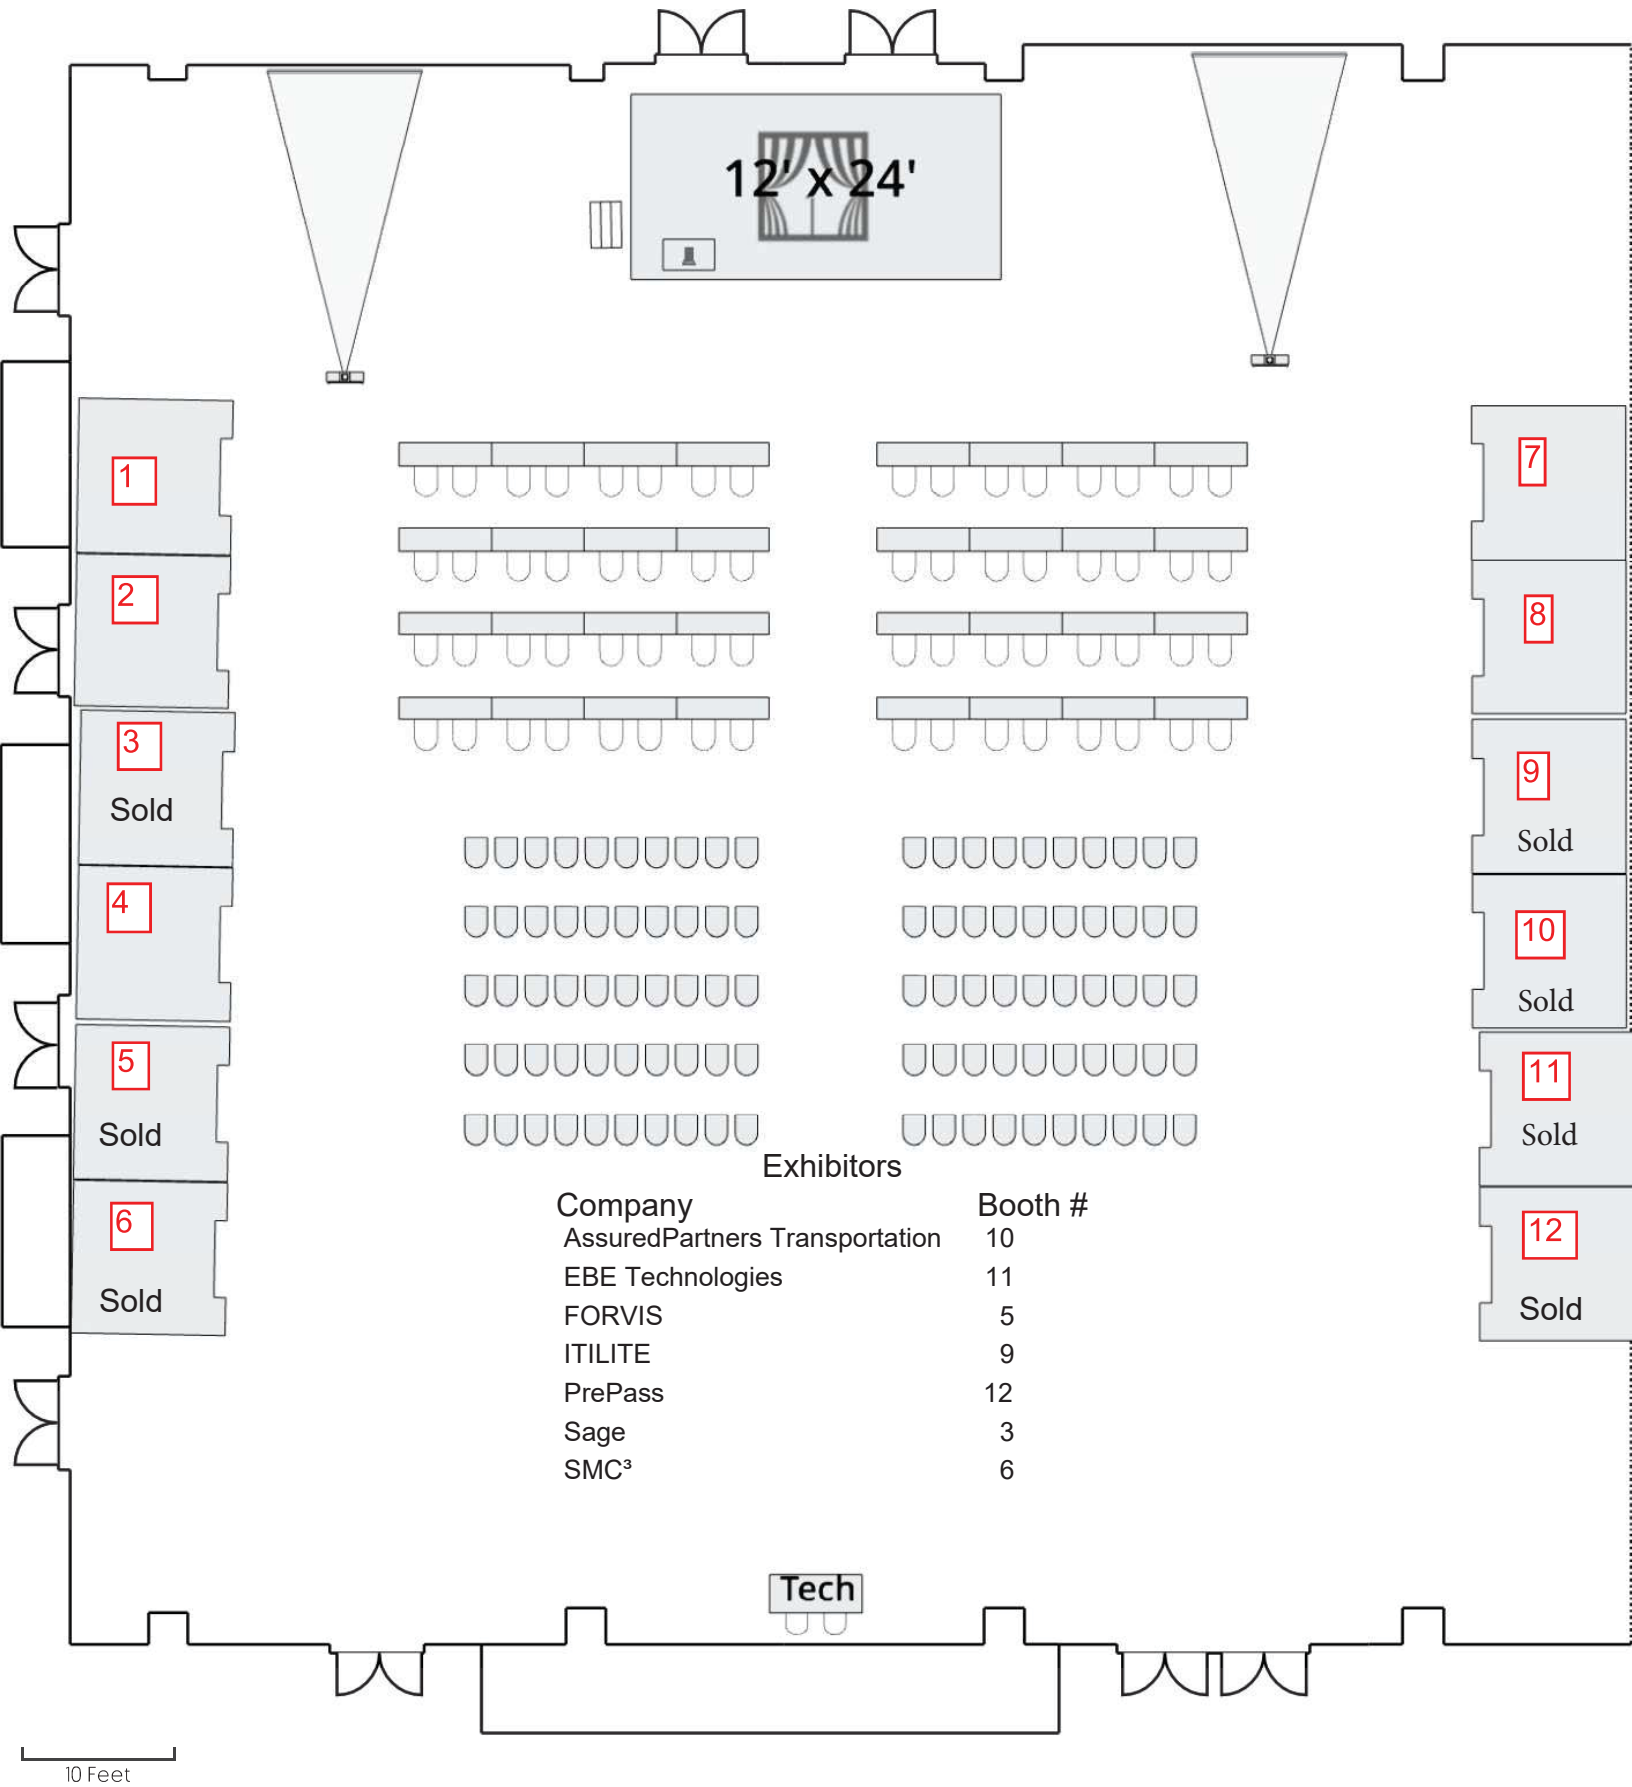 12' x 24'
1
7
2
8
3
Sold
9
Sold
4
10
Sold
5
Sold
11
Sold
6
Sold
12
Sold
Exhibitors
Company Booth #
AssuredPartners Transportation 10
EBE Technologies 11
FORVIS 5
ITILITE 9
PrePass 12
Sage 3
SMC³ 6
Tech
10 Feet